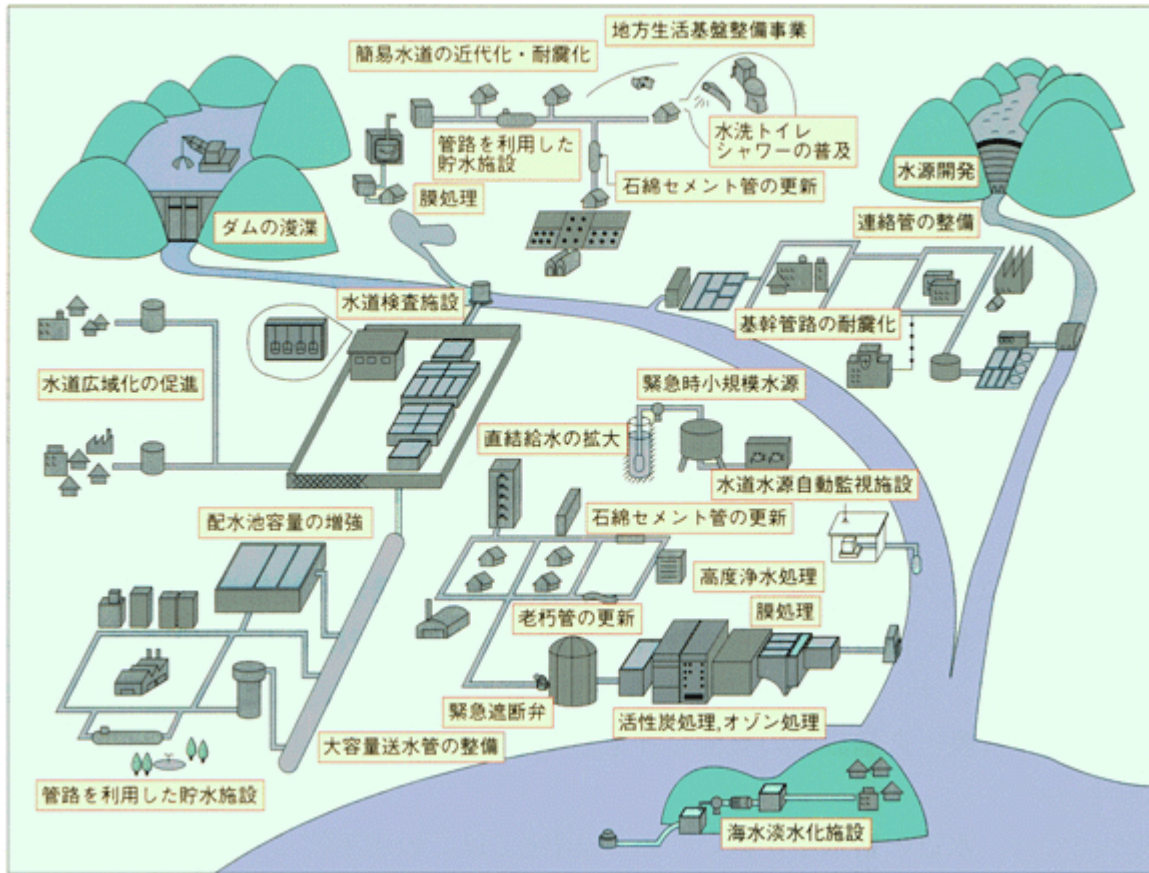 地方生活基盤整備事業
簡易水道の近代化・耐震化
管路を利用した
貯水施設
水洗トイレ
シャワーの普及
膜処理
石綿セメント管の更新
水源開発
ダムの浚渫
連絡管の整備
水道検査施設
基幹管路の耐震化
水道広域化の促進
緊急時小規模水源
直結給水の拡大
水道水源自動監視施設
配水池容量の増強
石綿セメント管の更新
高度浄水処理
老朽管の更新
膜処理
緊急遮断弁
活性炭処理,オゾン処理
大容量送水管の整備
管路を利用した貯水施設
海水淡水化施設